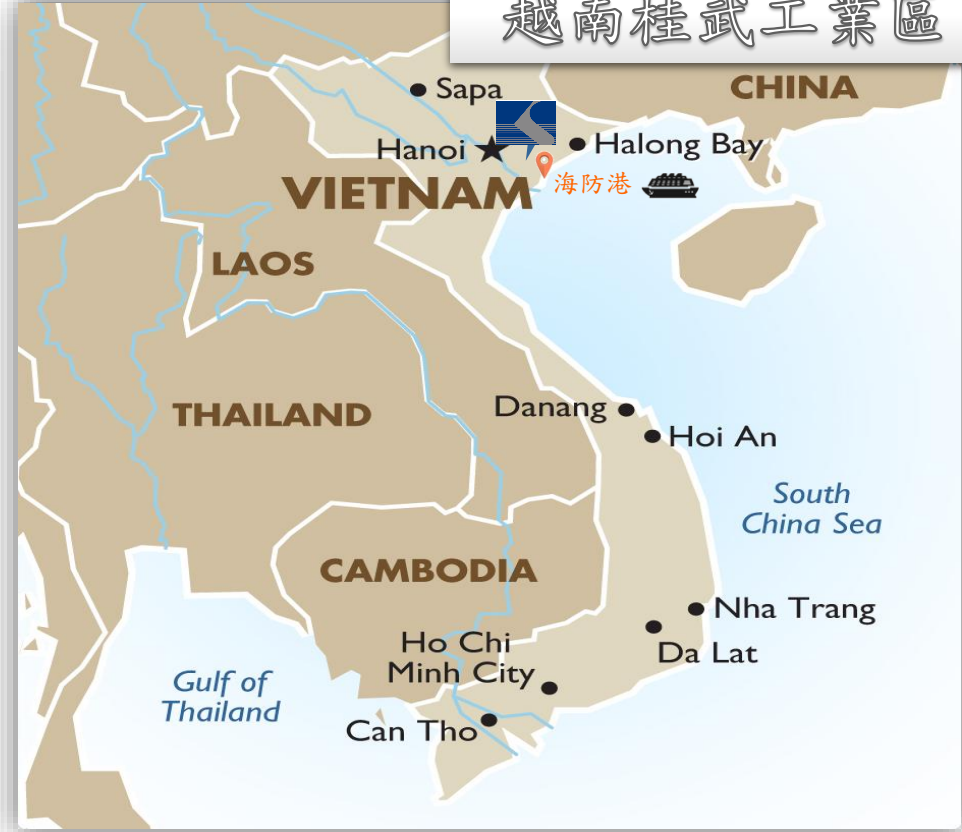 越南桂武工業區
CHINA
Sapa
Hanoi
Halong Bay
VIETNAM
海防港
LAOS
THAILAND
Danang
Hoi An
South
China Sea
CAMBODIA
Nha Trang
Da Lat
Ho Chi
Minh City
Gulf of
Thailand
Can Tho